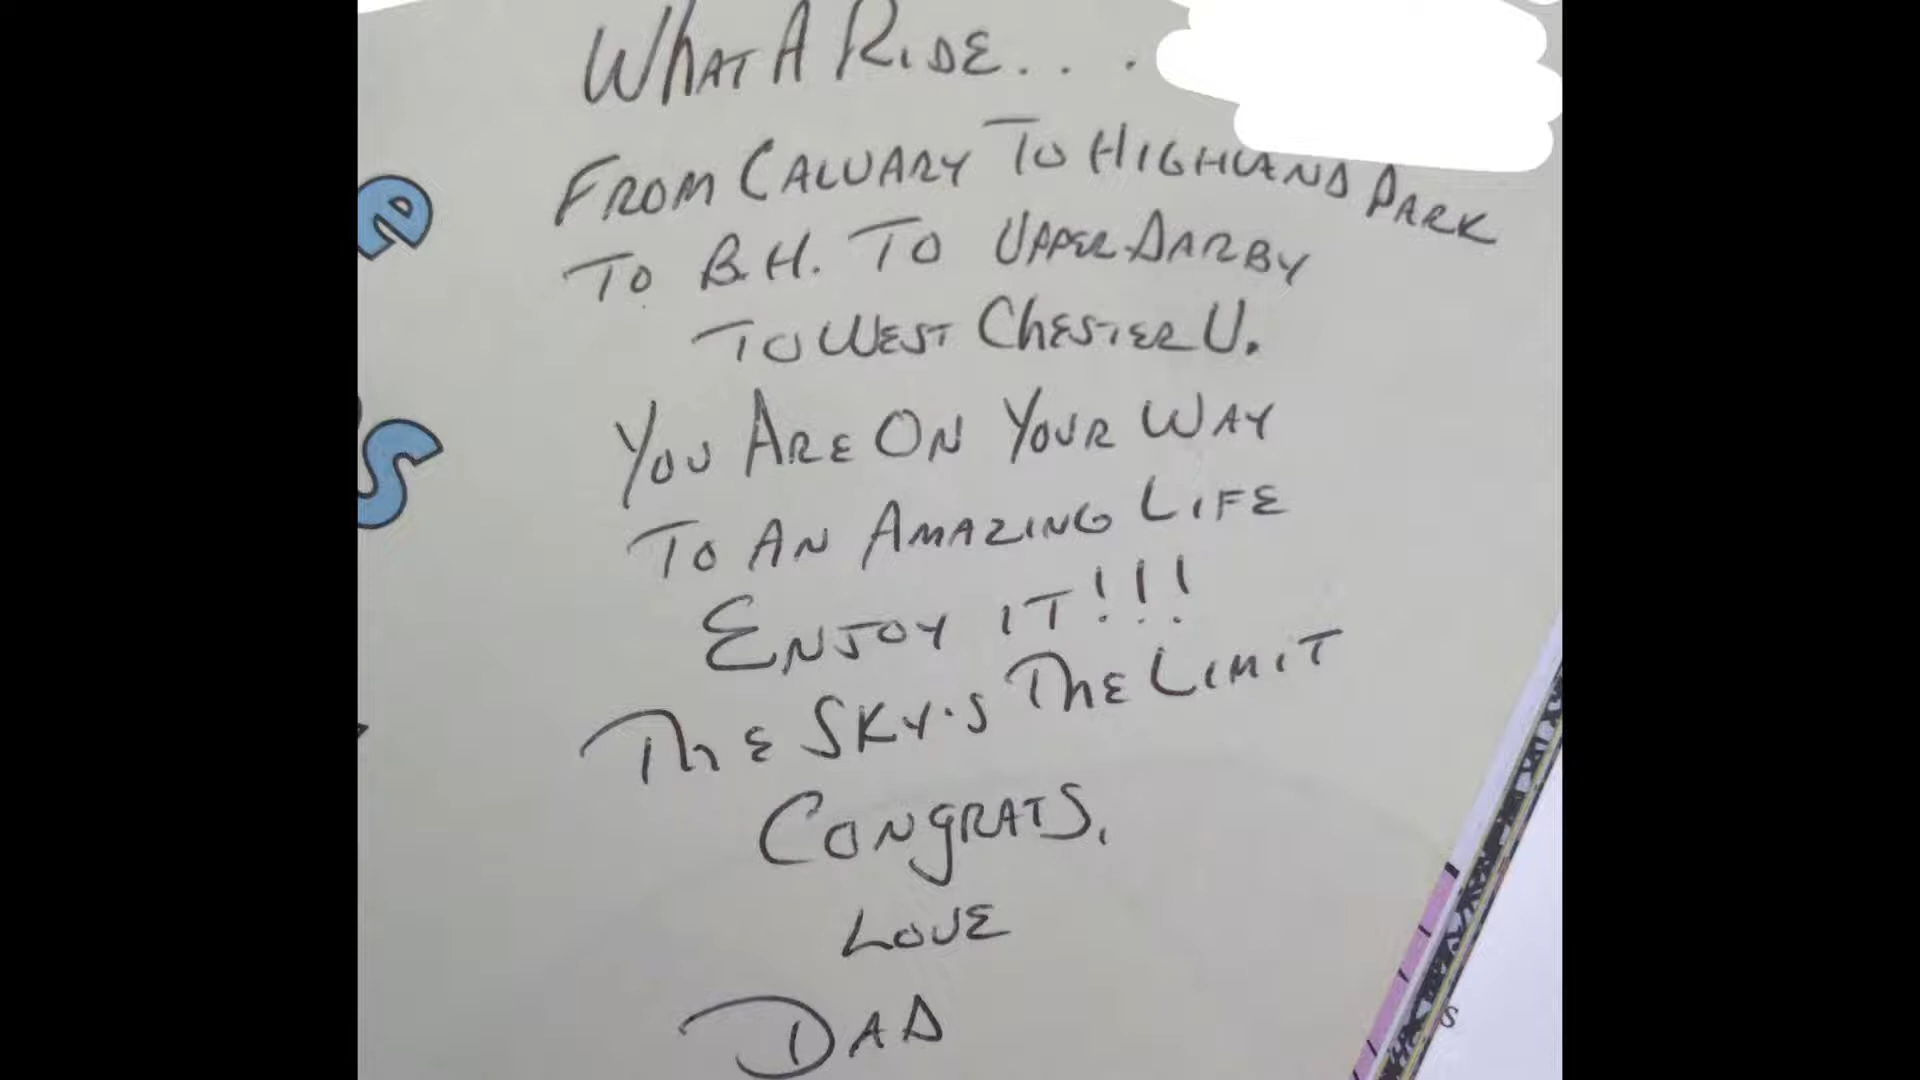 WHAT A RIDE. . . .
FROM CALVARY TO HIGHLAND PARK
TO B.H. TO UPPER DARBY
TO WEST CHESTER U.
YOU ARE ON YOUR WAY
TO AN AMAZING LIFE
ENJOY IT!!!
THE SKY'S THE LIMIT
CONGRATS.
LOVE
DAD
e
s
S